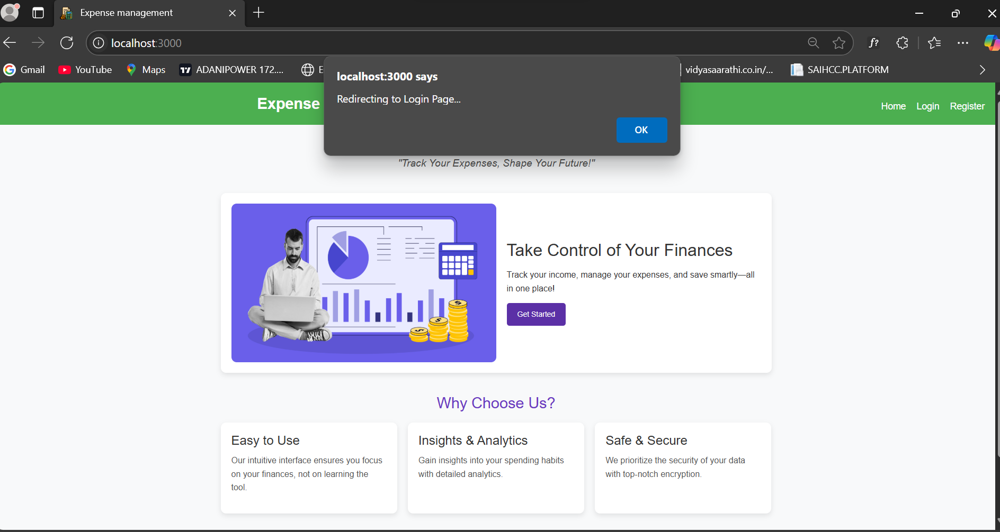 Expense management
localhost:3000
Gmail
YouTube
Maps
ADANIPOWER 172....
E
vidyasaarathi.co.in/...
SAIHCC.PLATFORM
localhost:3000 says
Redirecting to Login Page...
OK
Expense
Home
Login
Register
"Track Your Expenses, Shape Your Future!"
Take Control of Your Finances
Track your income, manage your expenses, and save smartly—all
in one place!
Get Started
Why Choose Us?
Easy to Use
Our intuitive interface ensures you focus
on your finances, not on learning the
tool.
Insights & Analytics
Gain insights into your spending habits
with detailed analytics.
Safe & Secure
We prioritize the security of your data
with top-notch encryption.